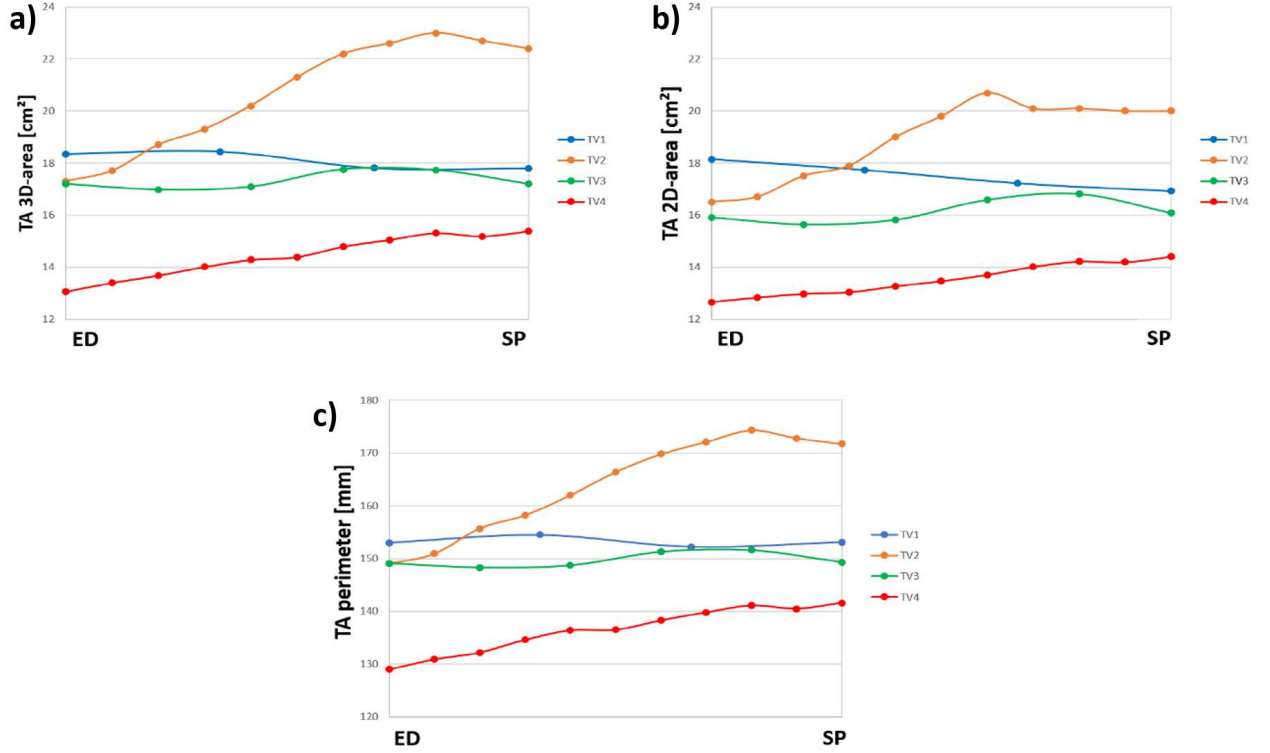 a)
TA 3D-area [cm²]
24
22
20
18
16
14
12
ED
SP
TV1
TV2
TV3
TV4
b)
TA 2D-area [cm²]
24
22
20
18
16
14
12
ED
SP
TV1
TV2
TV3
TV4
c)
TA perimeter [mm]
180
170
160
150
140
130
120
ED
SP
TV1
TV2
TV3
TV4